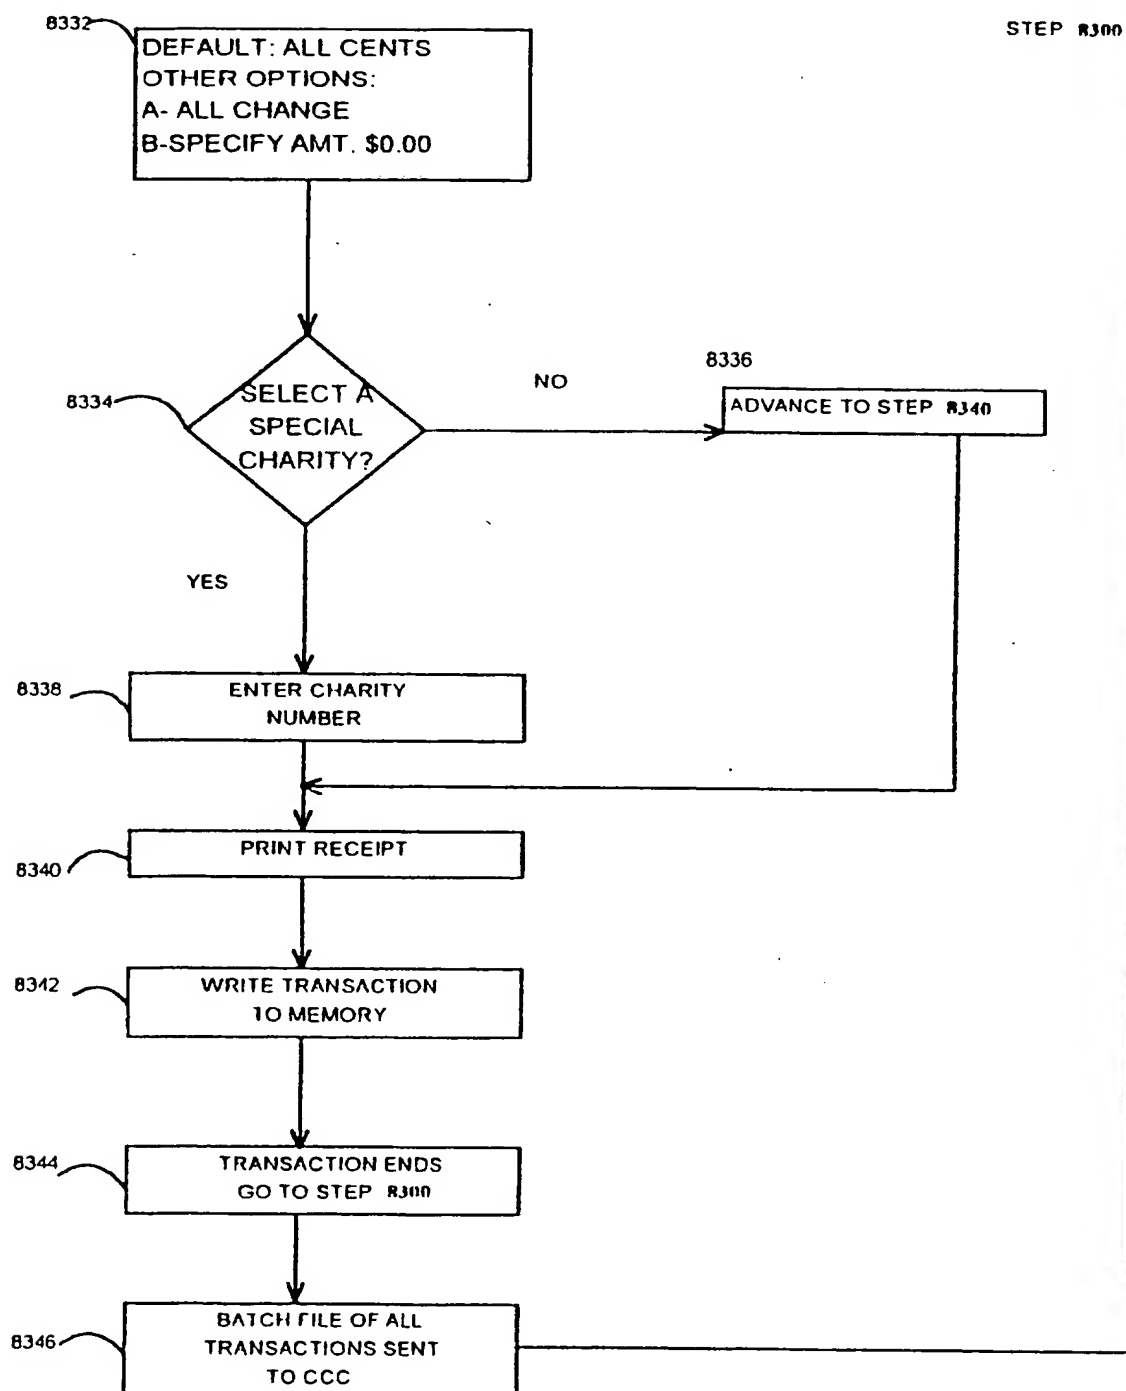 8332
STEP 8300
DEFAULT: ALL CENTS
OTHER OPTIONS:
A- ALL CHANGE
B-SPECIFY AMT. $0.00
8334
SELECT A
SPECIAL
CHARITY?
NO
8336
ADVANCE TO STEP 8340
YES
8338
ENTER CHARITY
NUMBER
8340
PRINT RECEIPT
8342
WRITE TRANSACTION
TO MEMORY
8344
TRANSACTION ENDS
GO TO STEP 8300
8346
BATCH FILE OF ALL
TRANSACTIONS SENT
TO CCC